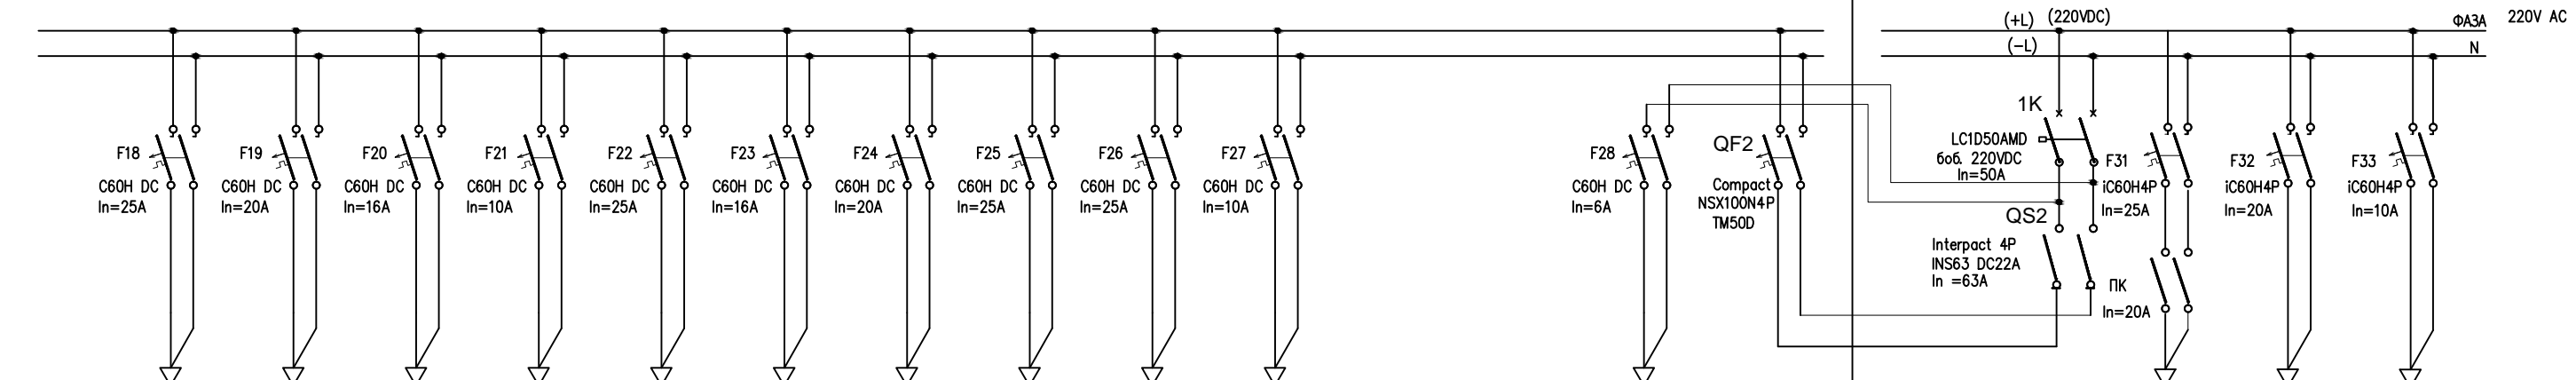 (+L) (220VDC)
ФАЗА 220V AC
(−L)
N
F18
C60H DC
In=25A
F19
C60H DC
In=20A
F20
C60H DC
In=16A
F21
C60H DC
In=10A
F22
C60H DC
In=25A
F23
C60H DC
In=16A
F24
C60H DC
In=20A
F25
C60H DC
In=25A
F26
C60H DC
In=25A
F27
C60H DC
In=10A
F28
C60H DC
In=6A
QF2
Compact
NSX100N4P
TM50D
1K
LC1D50AMD
боб. 220VDC
In=50A
QS2
Interpact 4P
INS63 DC22A
In =63A
F31
iC60H4P
In=25A
ПК
In=20A
F32
iC60H4P
In=20A
F33
iC60H4P
In=10A